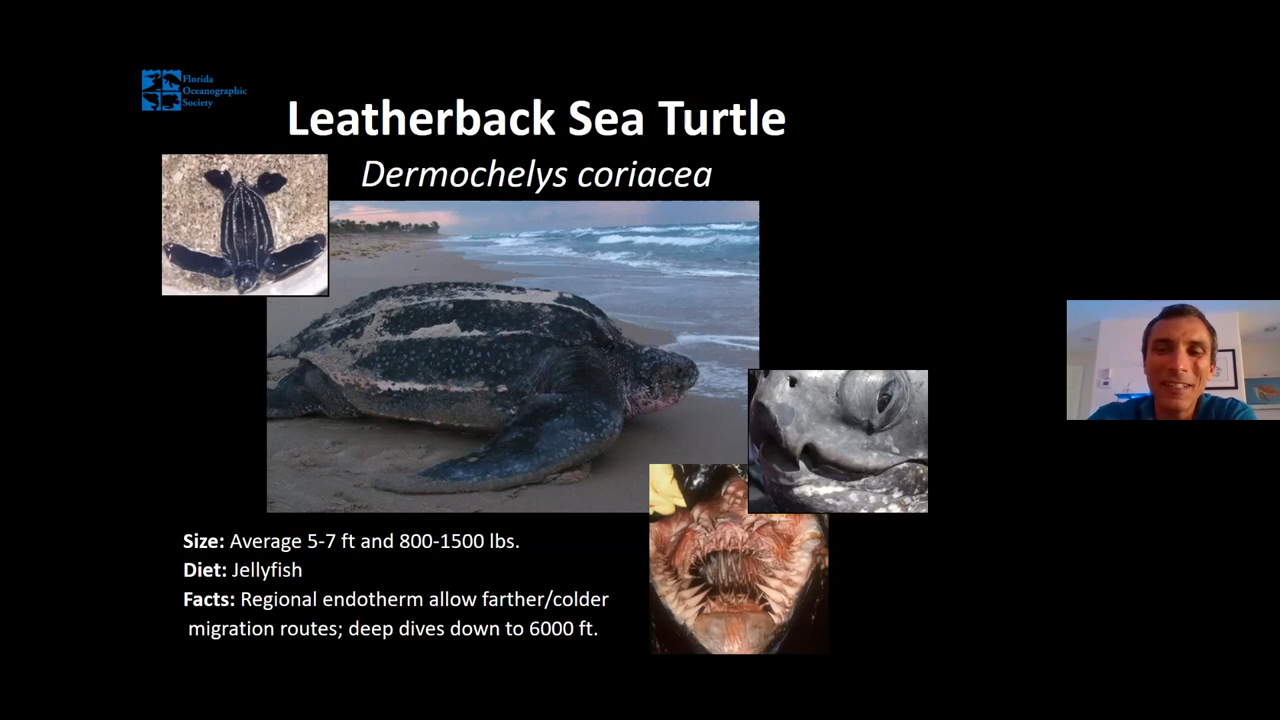 Florida
Oceanographic
Society
Leatherback Sea Turtle
Dermochelys coriacea
Size: Average 5-7 ft and 800-1500 lbs.
Diet: Jellyfish
Facts: Regional endotherm allow farther/colder
migration routes; deep dives down to 6000 ft.